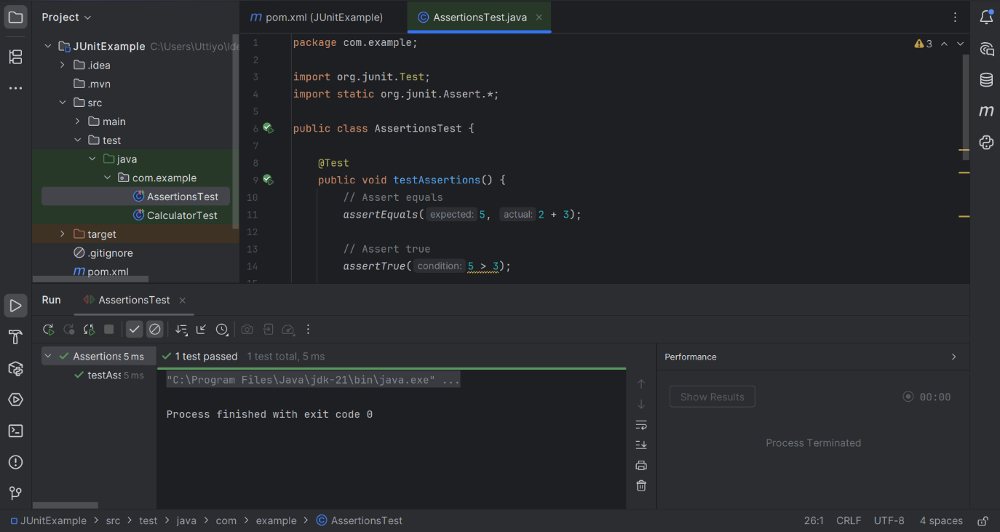 Project
JUnitExample C:\Users\Uttiyo\Ide
.idea
.mvn
src
main
test
java
com.example
AssertionsTest
CalculatorTest
target
.gitignore
pom.xml
pom.xml (JUnitExample)
AssertionsTest.java
3
1 package com.example;
2
3 import org.junit.Test;
4 import static org.junit.Assert.*;
5
6 public class AssertionsTest {
7
8 @Test
9 public void testAssertions() {
10 // Assert equals
11 assertEquals( expected: 5, actual: 2 + 3);
12
13 // Assert true
14 assertTrue( condition: 5 > 3);
15
Run AssertionsTest
Assertions 5 ms
testAss 5 ms
1 test passed 1 test total, 5 ms
"C:\Program Files\Java\jdk-21\bin\java.exe" ...
Process finished with exit code 0
Performance
Show Results
00:00
Process Terminated
JUnitExample > src > test > java > com > example > AssertionsTest
26:1 CRLF UTF-8 4 spaces